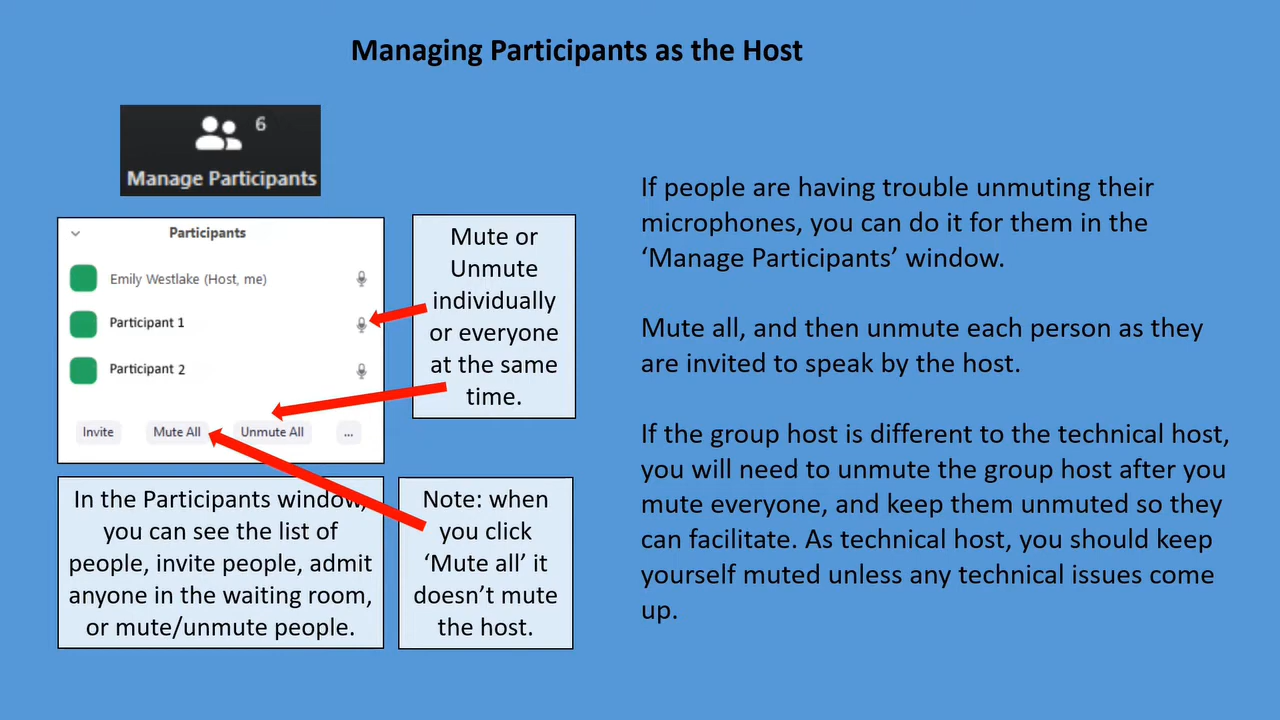 Managing Participants as the Host
6
Manage Participants
Participants
Emily Westlake (Host, me)
Participant 1
Participant 2
Invite
Mute All
Unmute All
...
Mute or
Unmute
individually
or everyone
at the same
time.
In the Participants window,
you can see the list of
people, invite people, admit
anyone in the waiting room,
or mute/unmute people.
Note: when
you click
‘Mute all’ it
doesn’t mute
the host.
If people are having trouble unmuting their
microphones, you can do it for them in the
‘Manage Participants’ window.
Mute all, and then unmute each person as they
are invited to speak by the host.
If the group host is different to the technical host,
you will need to unmute the group host after you
mute everyone, and keep them unmuted so they
can facilitate. As technical host, you should keep
yourself muted unless any technical issues come
up.